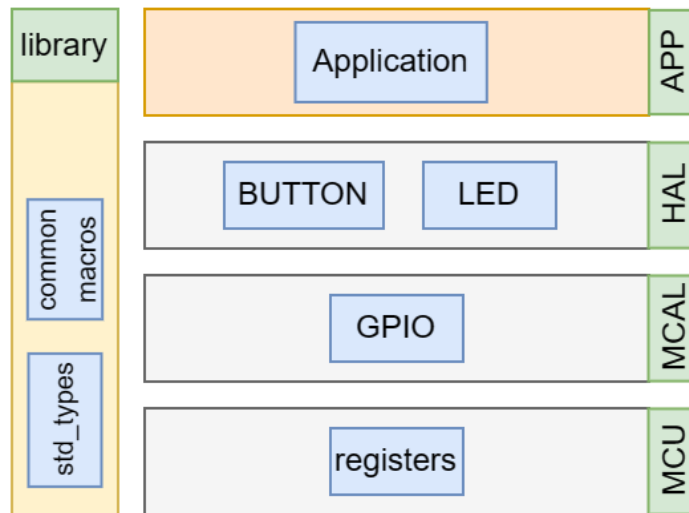 library
Application
APP
BUTTON
LED
HAL
common
macros
GPIO
MCAL
std_types
registers
MCU